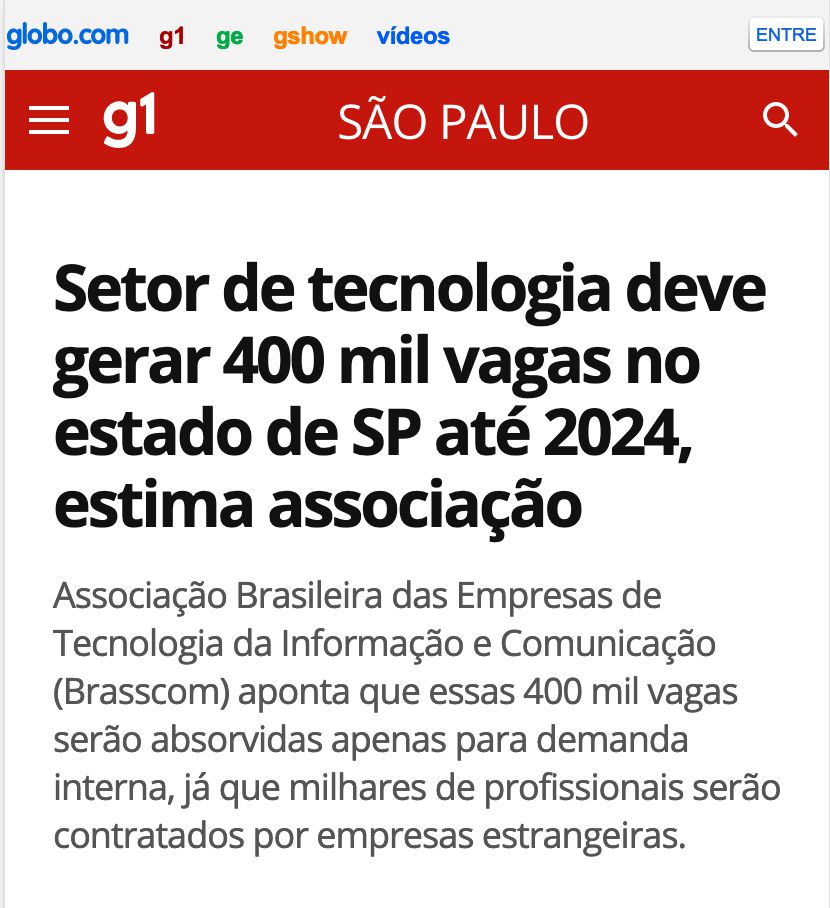 globo.com g1 ge gshow vídeos ENTRE
g1 SÃO PAULO
Setor de tecnologia deve
gerar 400 mil vagas no
estado de SP até 2024,
estima associação
Associação Brasileira das Empresas de
Tecnologia da Informação e Comunicação
(Brasscom) aponta que essas 400 mil vagas
serão absorvidas apenas para demanda
interna, já que milhares de profissionais serão
contratados por empresas estrangeiras.